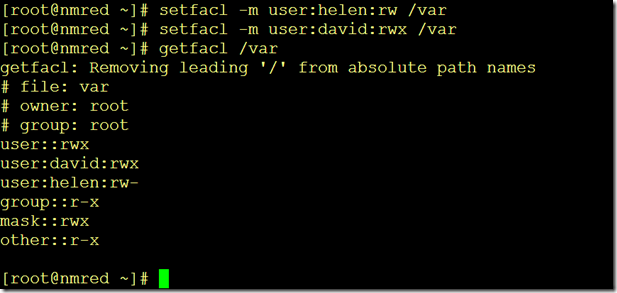 [root@nmred ~]# setfacl -m user:helen:rw /var
[root@nmred ~]# setfacl -m user:david:rwx /var
[root@nmred ~]# getfacl /var
getfacl: Removing leading '/' from absolute path names
# file: var
# owner: root
# group: root
user::rwx
user:david:rwx
user:helen:rw-
group::r-x
mask::rwx
other::r-x
[root@nmred ~]#